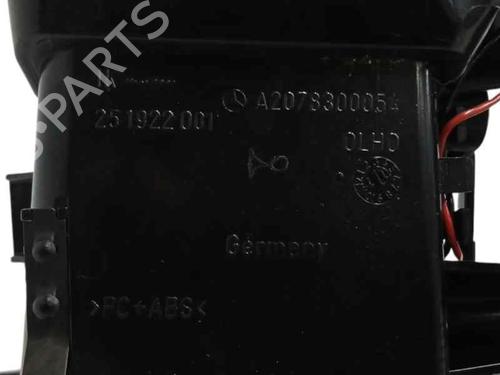 A2078300054
251922 001
OLHD
Germany
>PC+ABS<
PARTS